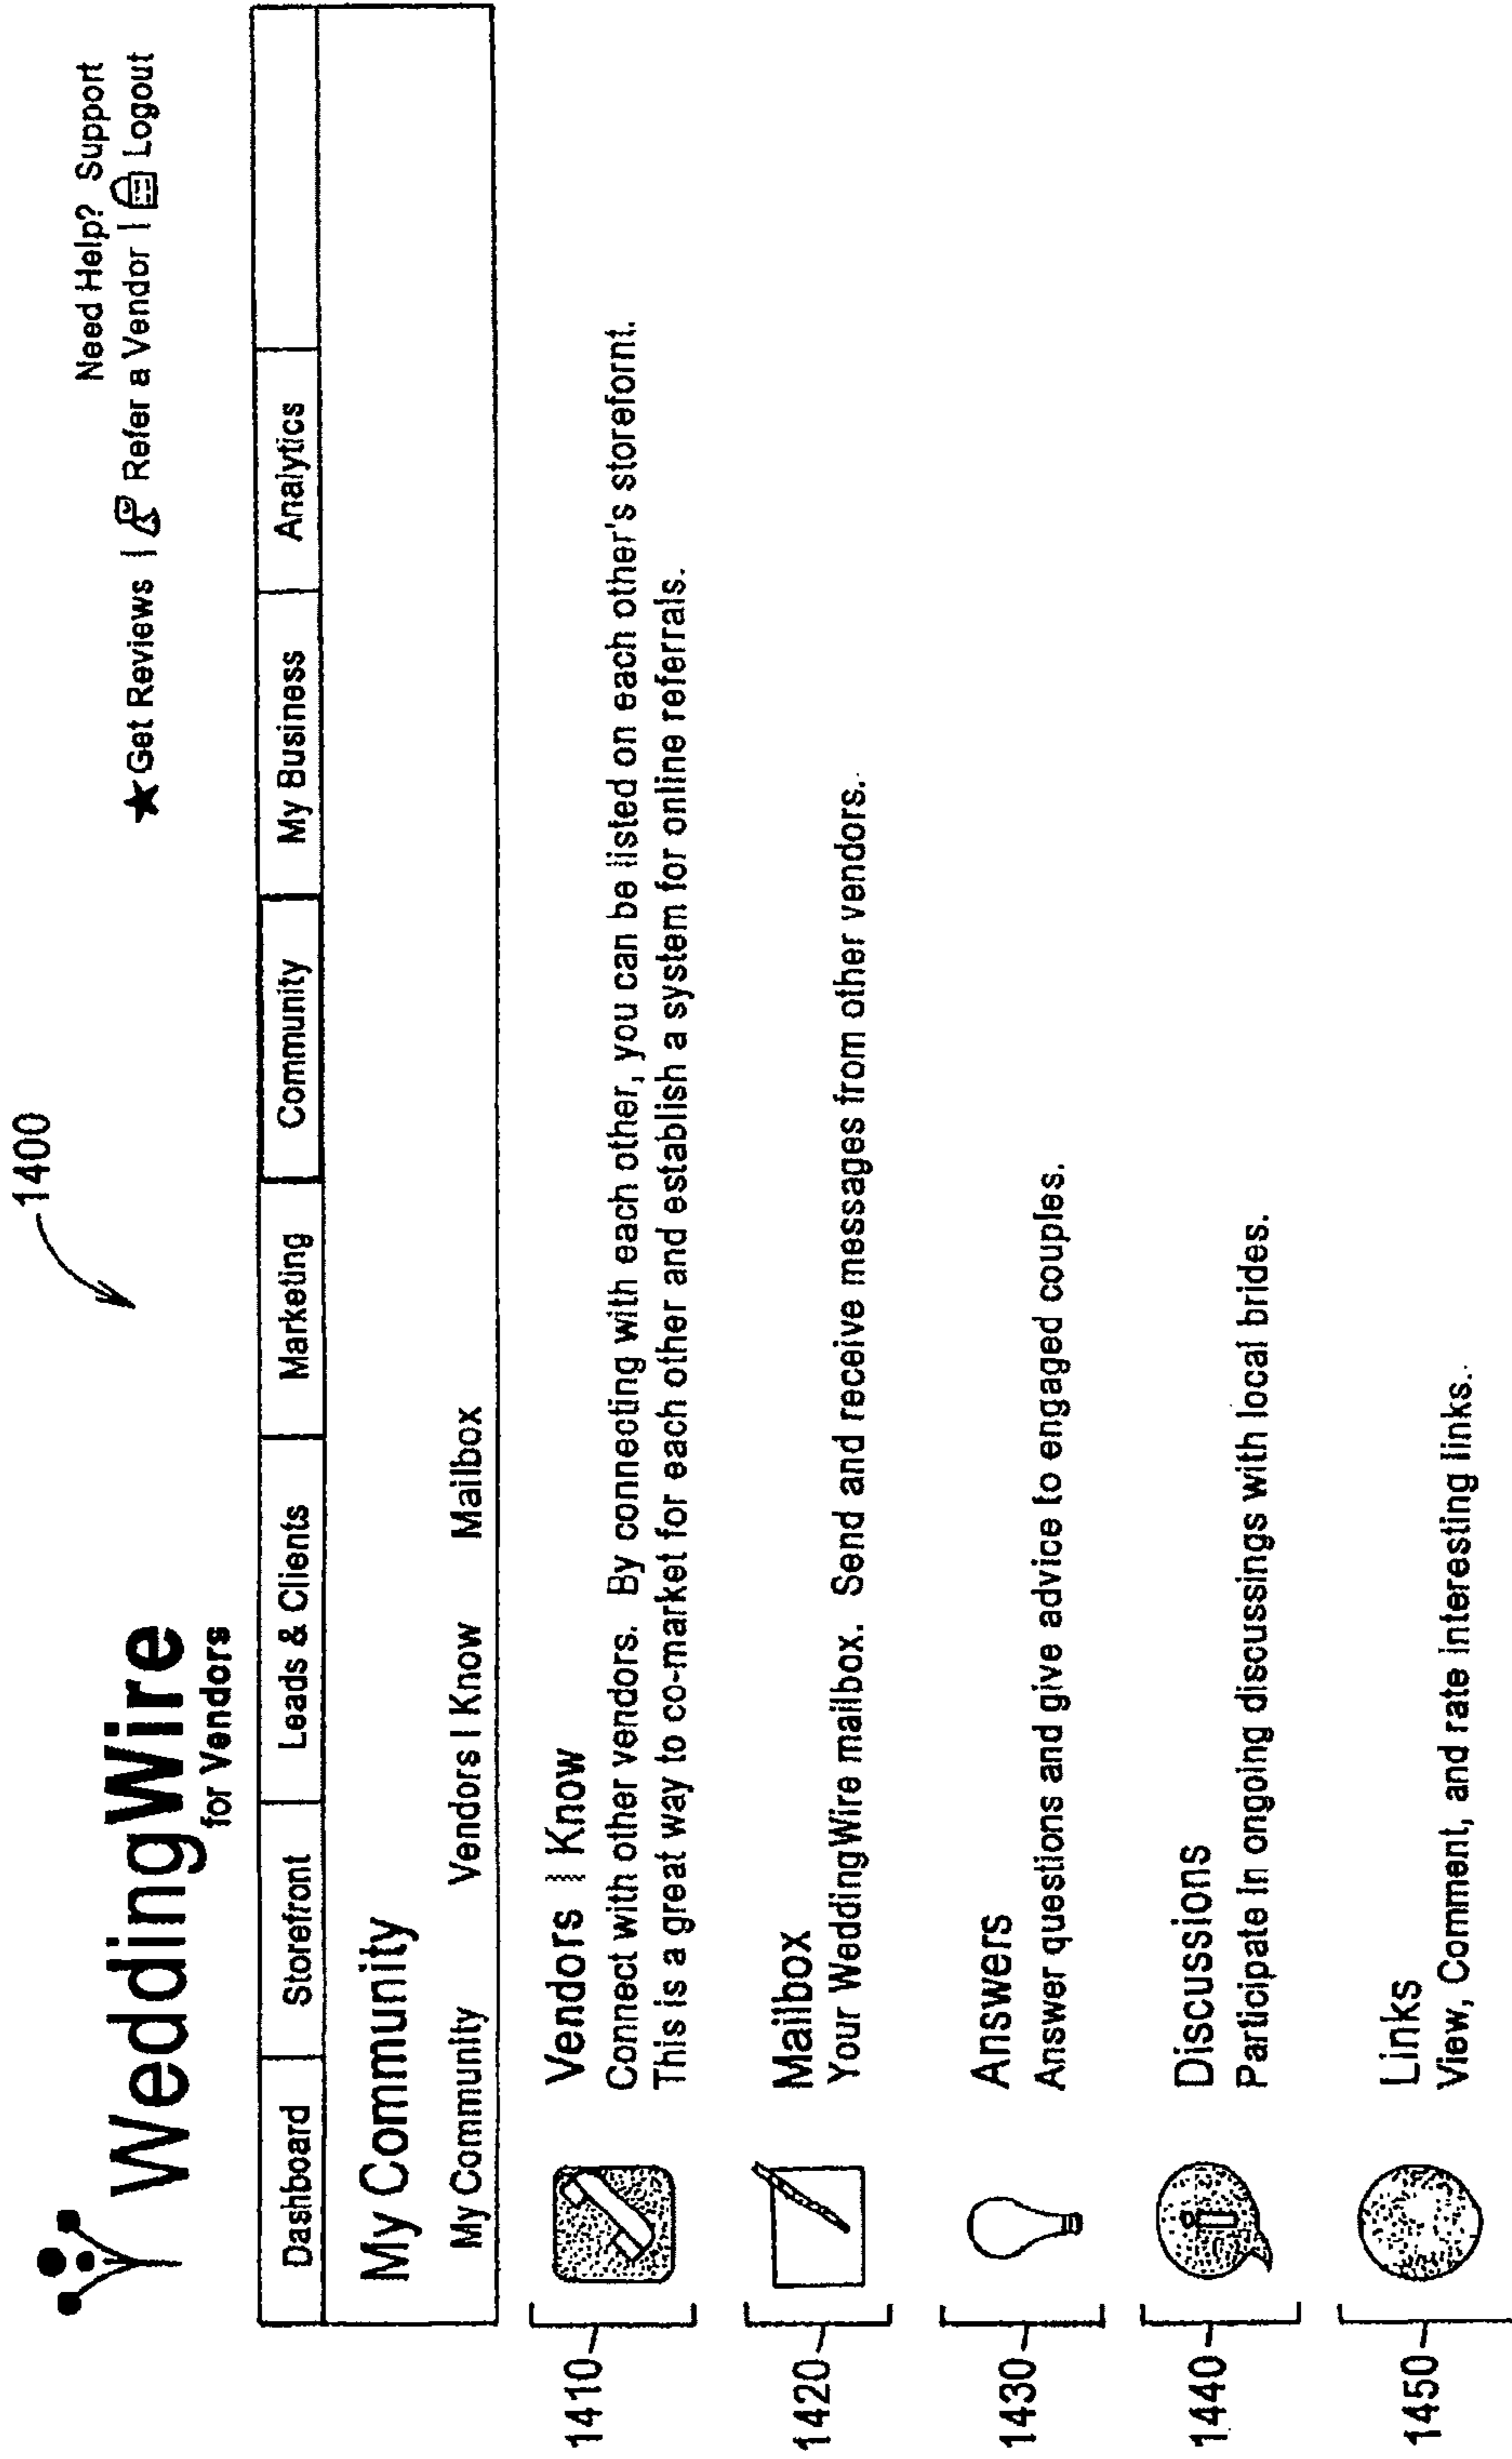 1400
WeddingWire
for Vendors
Need Help? Support
★Get Reviews | Refer a Vendor | Logout
Dashboard Storefront Leads & Clients Marketing Community My Business Analytics
My Community
My Community Vendors I Know Mailbox
1410
Vendors I Know
Connect with other vendors. By connecting with each other, you can be listed on each other's storefornt.
This is a great way to co-market for each other and establish a system for online referrals.
1420
Mailbox
Your WeddingWire mailbox. Send and receive messages from other vendors.
1430
Answers
Answer questions and give advice to engaged couples.
1440
Discussions
Participate in ongoing discussings with local brides.
1450
Links
View, Comment, and rate interesting links.